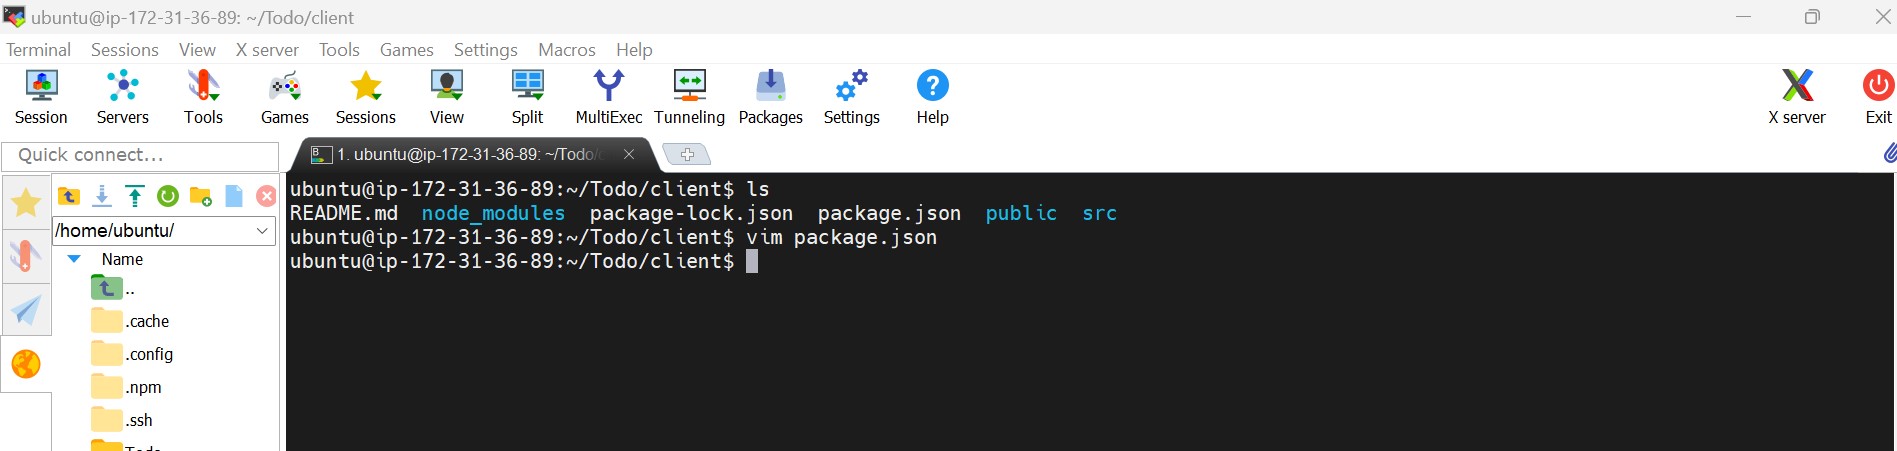 ubuntu@ip-172-31-36-89: ~/Todo/client
Terminal Sessions View X server Tools Games Settings Macros Help
Session Servers Tools Games Sessions View Split MultiExec Tunneling Packages Settings Help X server Exit
Quick connect...
1. ubuntu@ip-172-31-36-89: ~/Todo/c
/home/ubuntu/
Name
..
.cache
.config
.npm
.ssh
ubuntu@ip-172-31-36-89:~/Todo/client$ ls
README.md node_modules package-lock.json package.json public src
ubuntu@ip-172-31-36-89:~/Todo/client$ vim package.json
ubuntu@ip-172-31-36-89:~/Todo/client$